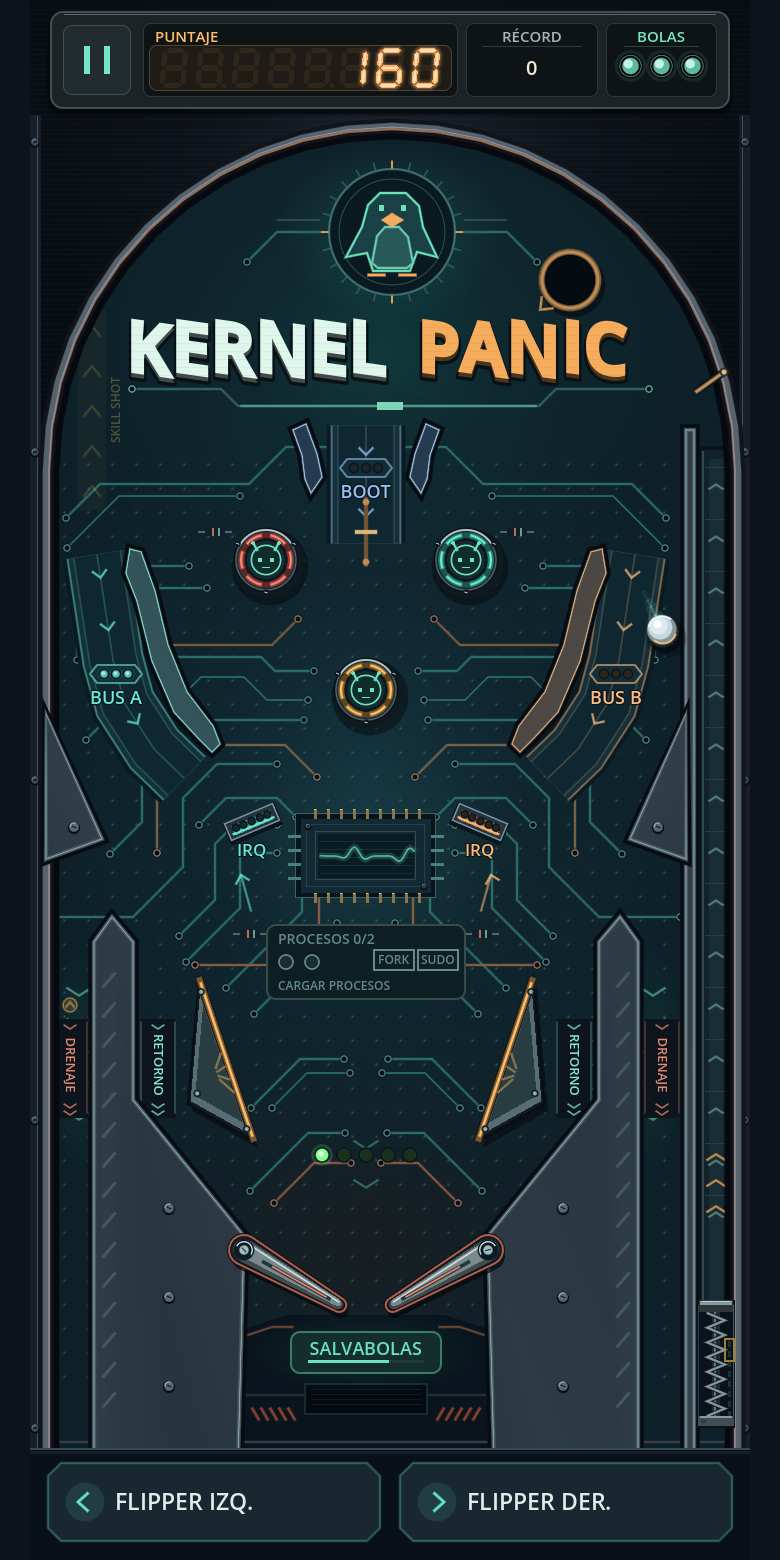 PUNTAJE
160
RÉCORD
0
BOLAS
KERNEL PANIC
SKILL SHOT
BOOT
BUS A
BUS B
IRQ
IRQ
PROCESOS 0/2
FORK
SUDO
CARGAR PROCESOS
DRENAJE
RETORNO
RETORNO
DRENAJE
SALVABOLAS
FLIPPER IZQ.
FLIPPER DER.